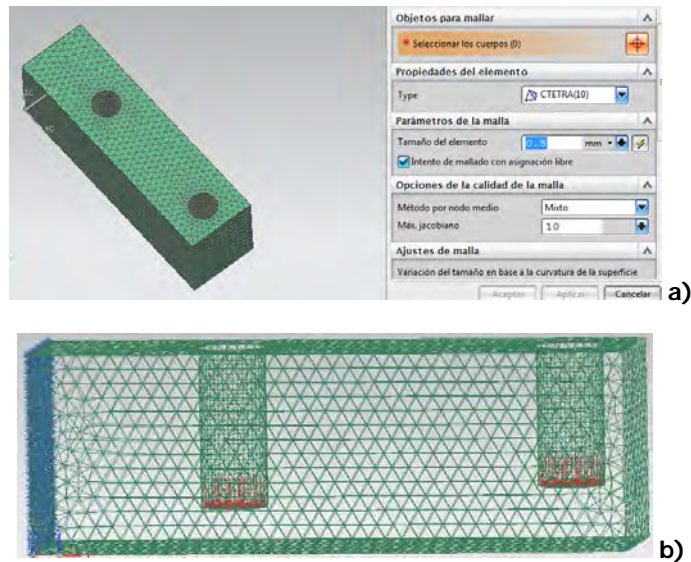 Objetos para mallar
* Seleccionar los cuerpos (0)
Propiedades del elemento
Type CTETRA(10)
Parámetros de la malla
Tamaño del elemento mm
Intento de mallado con asignación libre
Opciones de la calidad de la malla
Método por nodo medio Mixto
Máx. jacobiano 10
Ajustes de malla
Variación del tamaño en base a la curvatura de la superficie
Aceptar Aplicar Cancelar
a)
b)